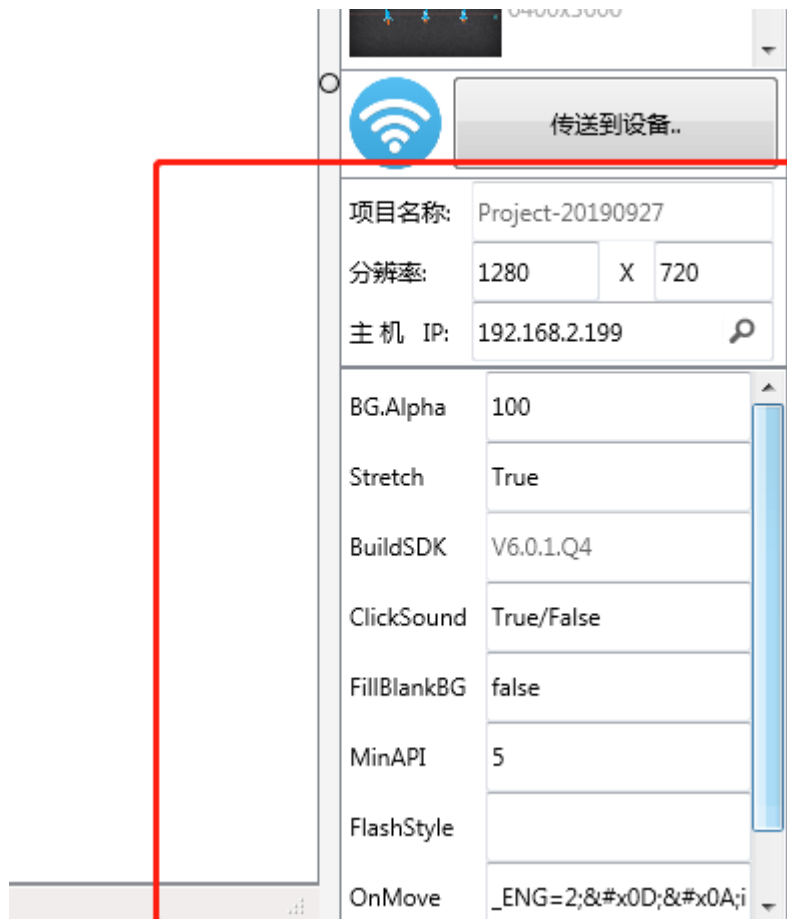 传送到设备..
项目名称: Project-20190927
分辨率: 1280 X 720
主机 IP: 192.168.2.199
BG.Alpha 100
Stretch True
BuildSDK V6.0.1.Q4
ClickSound True/False
FillBlankBG false
MinAPI 5
FlashStyle
OnMove _ENG=2;&#x0D;&#x0A;i